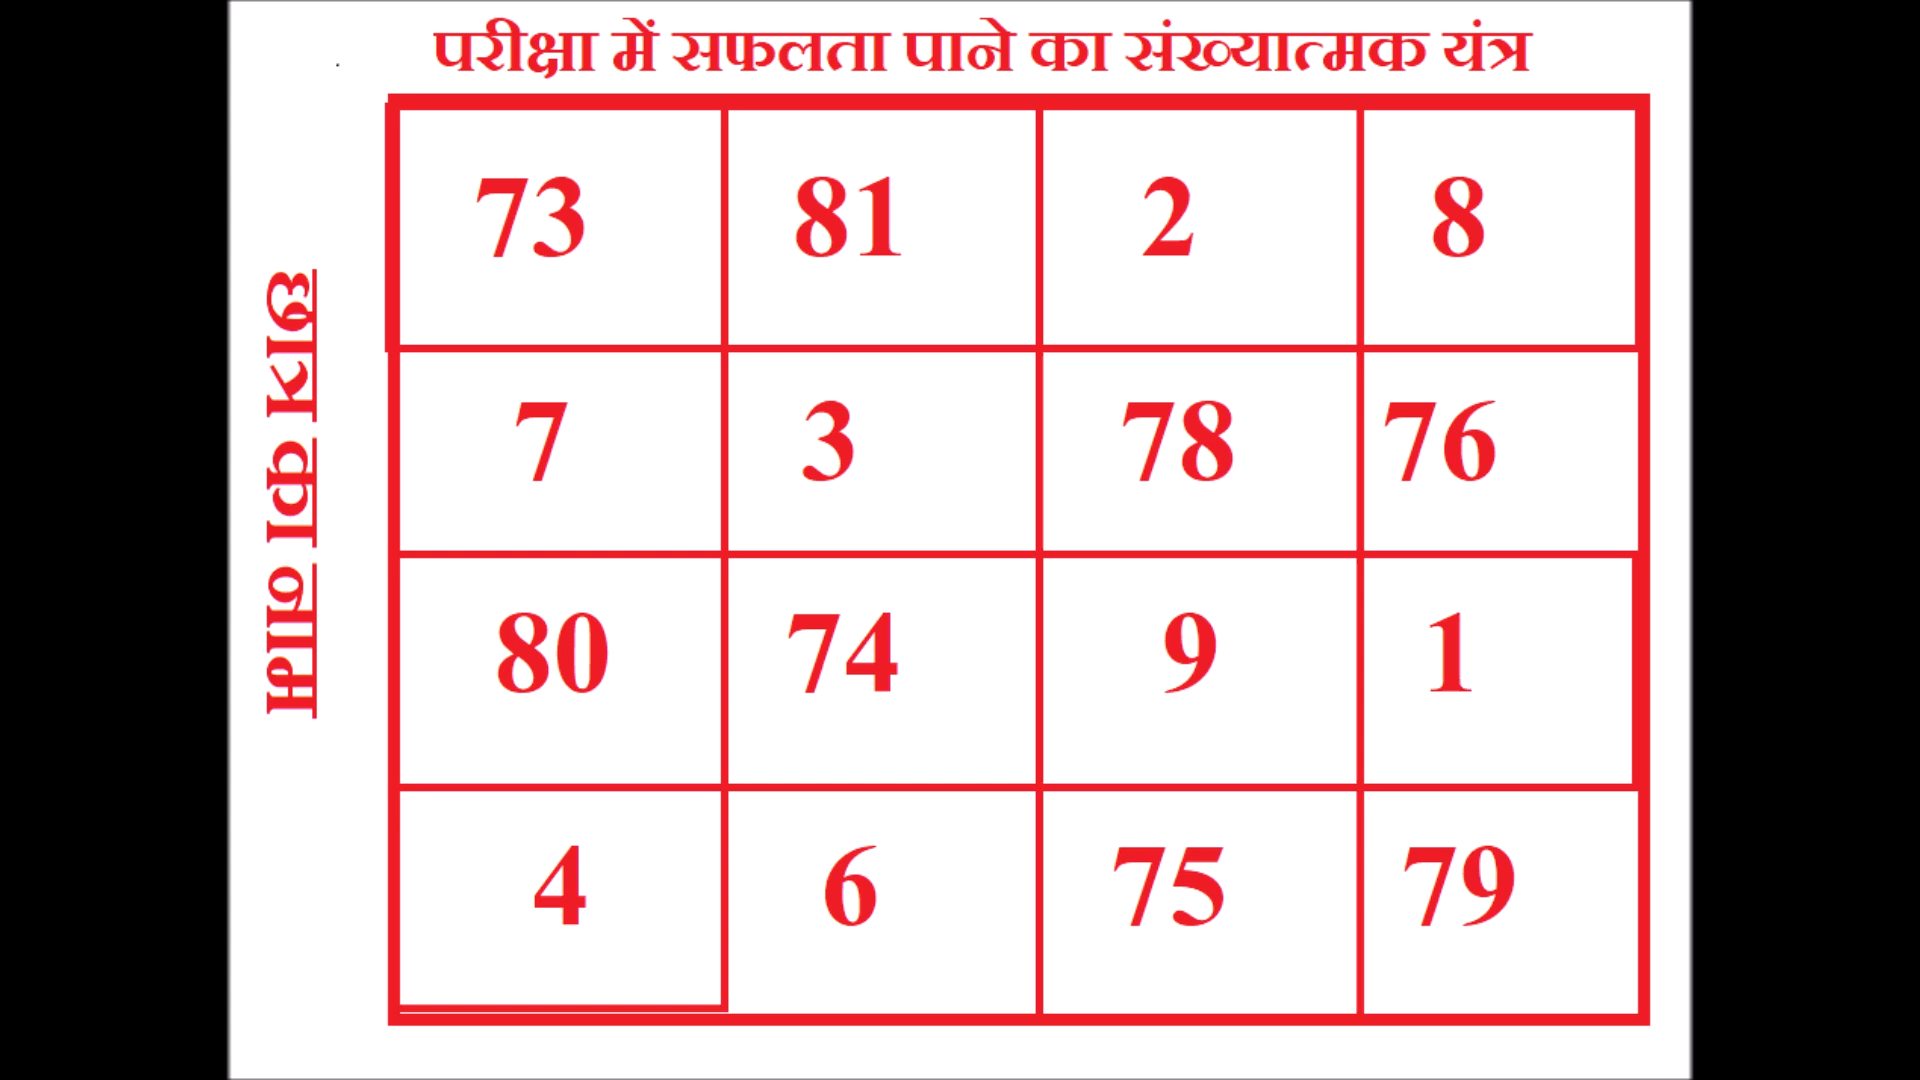 परीक्षा में सफलता पाने का संख्यात्मक यंत्र
छात्र का नाम
73 81 2 8
7 3 78 76
80 74 9 1
4 6 75 79